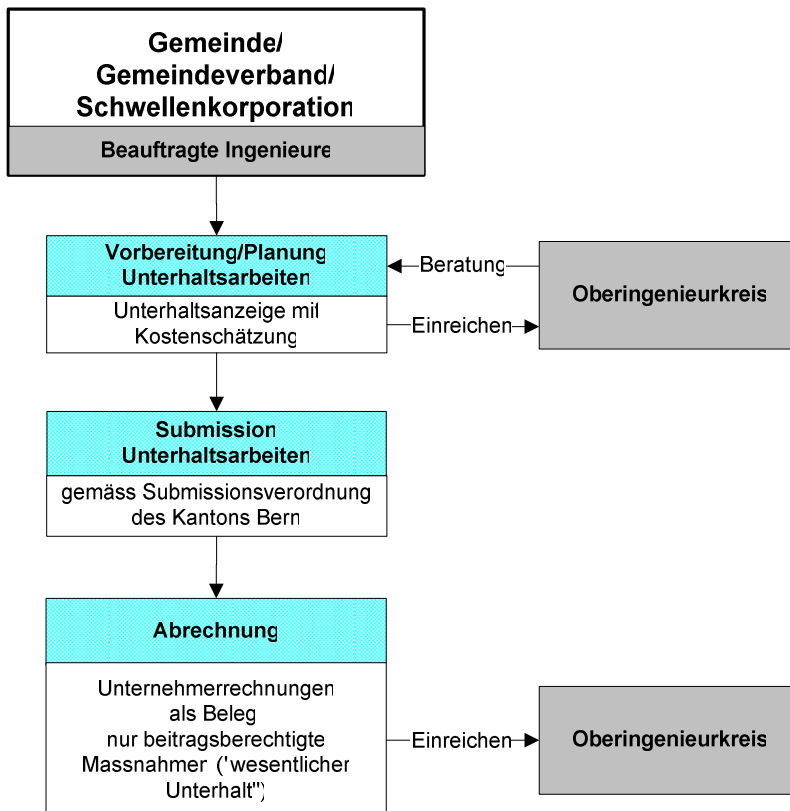 Gemeinde/
Gemeindeverband/
Schwellenkorporation
Beauftragte Ingenieure
Vorbereitung/Planung
Unterhaltsarbeiten
Unterhaltsanzeige mit
Kostenschätzung
Beratung
Einreichen
Oberingenieurkreis
Submission
Unterhaltsarbeiten
gemäss Submissionsverordnung
des Kantons Bern
Abrechnung
Unternehmerrechnungen
als Beleg
nur beitragsberechtigte
Massnahmen ("wesentlicher
Unterhalt")
Einreichen
Oberingenieurkreis